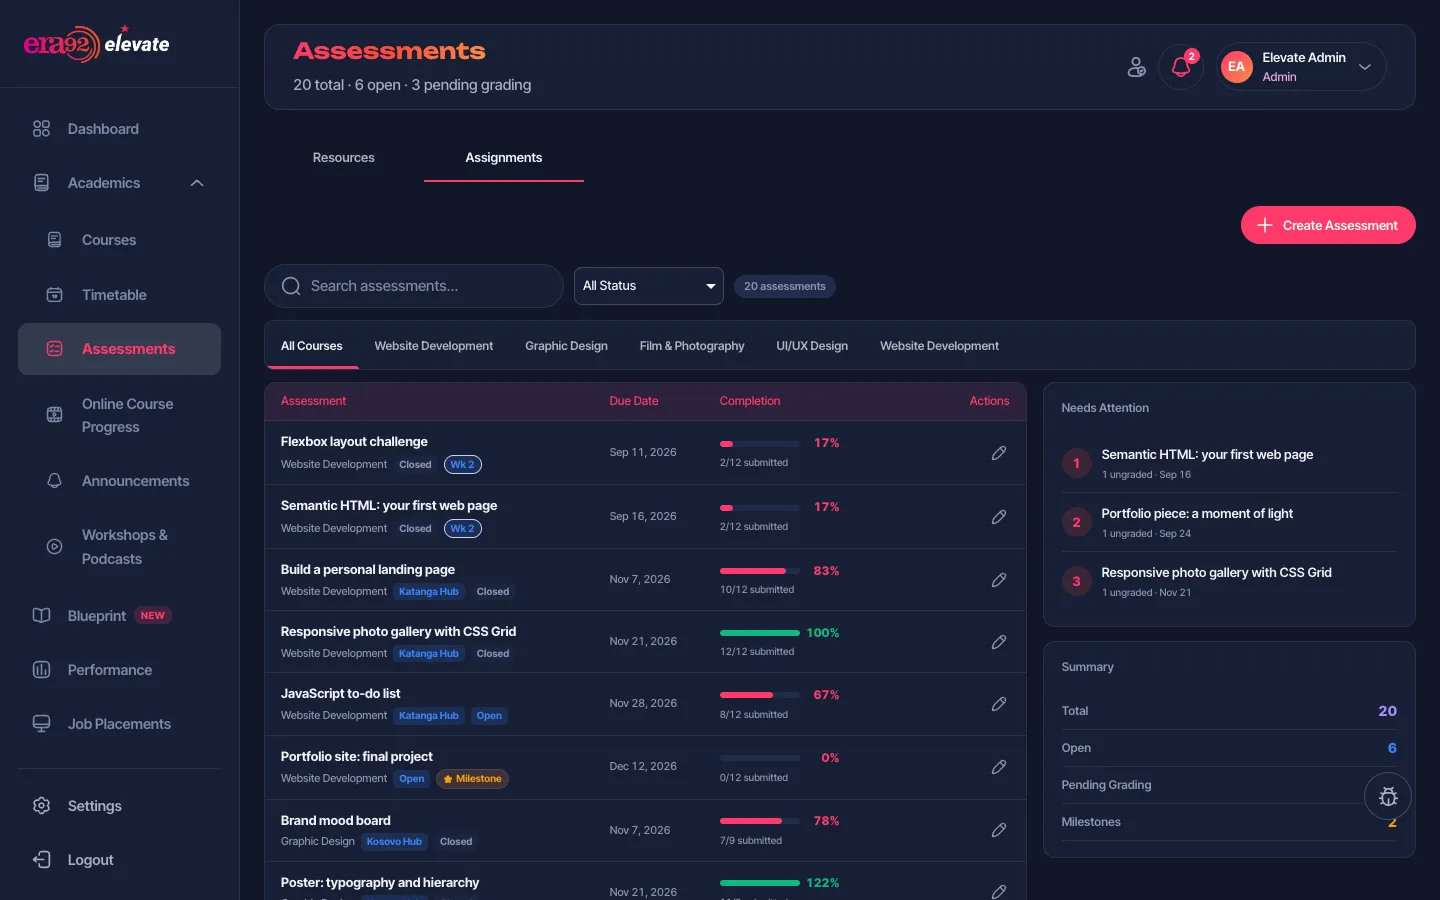 era92 elevate
Dashboard
Academics
Courses
Timetable
Assessments
Online Course
Progress
Announcements
Workshops &
Podcasts
Blueprint NEW
Performance
Job Placements
Settings
Logout
Assessments
20 total · 6 open · 3 pending grading
2
EA
Elevate Admin
Admin
Resources
Assignments
Create Assessment
Search assessments...
All Status
20 assessments
All Courses
Website Development
Graphic Design
Film & Photography
UI/UX Design
Website Development
Assessment Due Date Completion Actions
Flexbox layout challenge
Website Development Closed Wk 2
Sep 11, 2026
17%
2/12 submitted
Semantic HTML: your first web page
Website Development Closed Wk 2
Sep 16, 2026
17%
2/12 submitted
Build a personal landing page
Website Development Katanga Hub Closed
Nov 7, 2026
83%
10/12 submitted
Responsive photo gallery with CSS Grid
Website Development Katanga Hub Closed
Nov 21, 2026
100%
12/12 submitted
JavaScript to-do list
Website Development Katanga Hub Open
Nov 28, 2026
67%
8/12 submitted
Portfolio site: final project
Website Development Open Milestone
Dec 12, 2026
0%
0/12 submitted
Brand mood board
Graphic Design Kosovo Hub Closed
Nov 7, 2026
78%
7/9 submitted
Poster: typography and hierarchy
Nov 21, 2026
122%
Needs Attention
1
Semantic HTML: your first web page
1 ungraded · Sep 16
2
Portfolio piece: a moment of light
1 ungraded · Sep 24
3
Responsive photo gallery with CSS Grid
1 ungraded · Nov 21
Summary
Total 20
Open 6
Pending Grading
Milestones 2